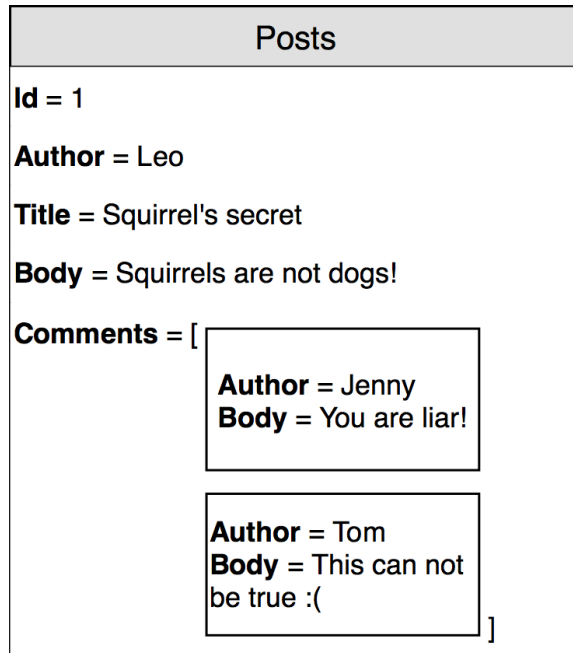 Posts
Id = 1
Author = Leo
Title = Squirrel's secret
Body = Squirrels are not dogs!
Comments = [
Author = Jenny
Body = You are liar!
Author = Tom
Body = This can not
be true :(
]